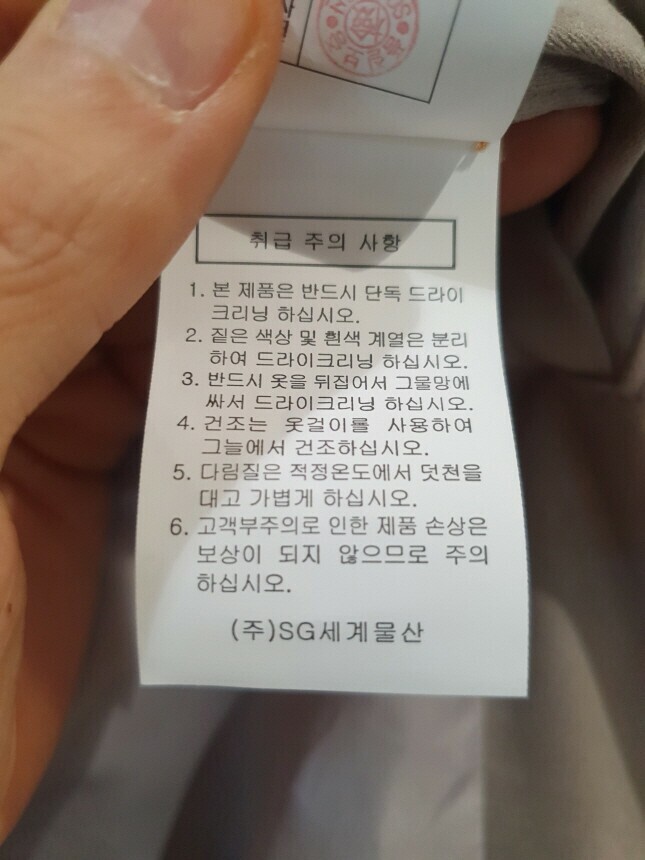 취급 주의 사항
1. 본 제품은 반드시 단독 드라이
크리닝 하십시오.
2. 짙은 색상 및 흰색 계열은 분리
하여 드라이크리닝 하십시오.
3. 반드시 옷을 뒤집어서 그물망에
싸서 드라이크리닝 하십시오.
4. 건조는 옷걸이를 사용하여
그늘에서 건조하십시오.
5. 다림질은 적정온도에서 덧천을
대고 가볍게 하십시오.
6. 고객부주의로 인한 제품 손상은
보상이 되지 않으므로 주의
하십시오.
(주)SG세계물산